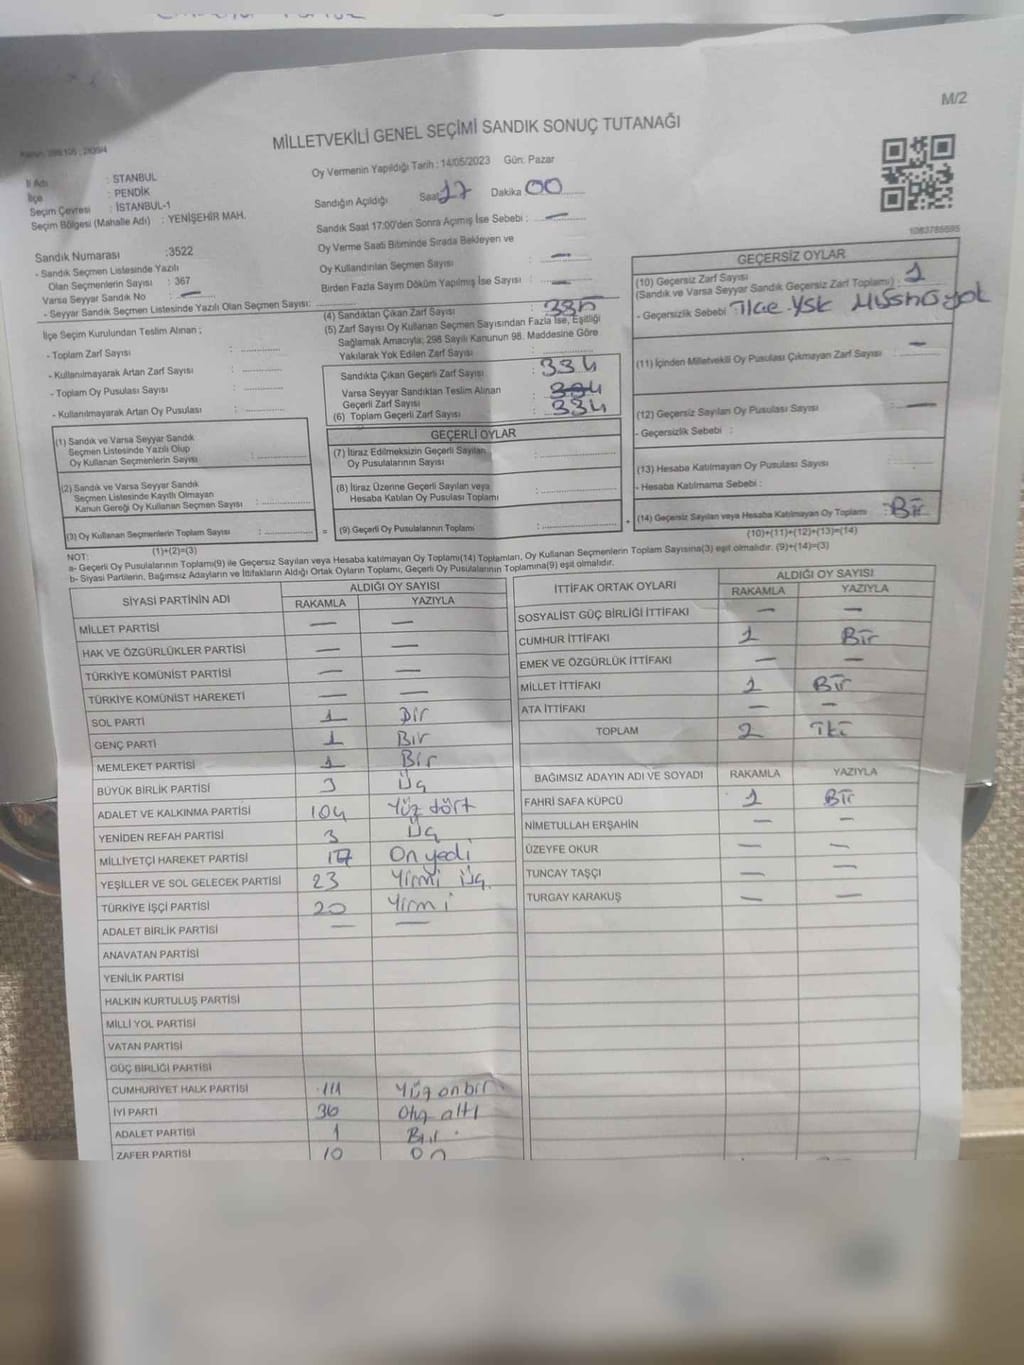 M/2
MİLLETVEKİLİ GENEL SEÇİMİ SANDIK SONUÇ TUTANAĞI
İl Adı : STANBUL
İlçe : PENDİK
Seçim Çevresi : İSTANBUL-1
Seçim Bölgesi (Mahalle Adı) : YENİŞEHİR MAH.
Oy Vermenin Yapıldığı Tarih : 14/05/2023 Gün: Pazar
Sandığın Açıldığı Saat 17 Dakika 00
Sandık Saat 17:00'den Sonra Açımış İse Sebebi : —
Oy Verme Saati Bitiminde Sırada Bekleyen ve
Oy Kullandırılan Seçmen Sayısı : —
Birden Fazla Sayım Döküm Yapılmış İse Sayısı : —
1083785595
Sandık Numarası :3522
- Sandık Seçmen Listesinde Yazılı
Olan Seçmenlerin Sayısı : 367
Varsa Seyyar Sandık No : —
- Seyyar Sandık Seçmen Listesinde Yazılı Olan Seçmen Sayısı:
İlçe Seçim Kurulundan Teslim Alınan ;
- Toplam Zarf Sayısı :
- Kullanılmayarak Artan Zarf Sayısı :
- Toplam Oy Pusulası Sayısı :
- Kullanılmayarak Artan Oy Pusulası :
(4) Sandıktan Çıkan Zarf Sayısı : 335
(5) Zarf Sayısı Oy Kullanan Seçmen Sayısından Fazla İse, Eşitliği
Sağlamak Amacıyla; 298 Sayılı Kanunun 98. Maddesine Göre
Yakılarak Yok Edilen Zarf Sayısı :
Sandıkta Çıkan Geçerli Zarf Sayısı : 334
Varsa Seyyar Sandıklan Teslim Alınan
Geçerli Zarf Sayısı : 334
(6) Toplam Geçerli Zarf Sayısı : 334
GEÇERSİZ OYLAR
(10) Geçersiz Zarf Sayısı
(Sandık ve Varsa Seyyar Sandık Geçersiz Zarf Toplamı) : 1
- Geçersizlik Sebebi : ilçe ysk
(11) İçinden Milletvekili Oy Pusulası Çıkmayan Zarf Sayısı : —
(12) Geçersiz Sayılan Oy Pusulası Sayısı : —
- Geçersizlik Sebebi :
(13) Hesaba Katılmayan Oy Pusulası Sayısı :
- Hesaba Katılmama Sebebi :
(14) Geçersiz Sayılan veya Hesaba Katılmayan Oy Toplamı : Bir
(10)+(11)+(12)+(13)=(14)
(1) Sandık ve Varsa Seyyar Sandık
Seçmen Listesinde Yazılı Olup
Oy Kullanan Seçmenlerin Sayısı :
(2) Sandık ve Varsa Seyyar Sandık
Seçmen Listesinde Kayıtlı Olmayan
Kanun Gereği Oy Kullanan Seçmen Sayısı :
(3) Oy Kullanan Seçmenlerin Toplam Sayısı :
(1)+(2)=(3)
GEÇERLİ OYLAR
(7) İtiraz Edilmeksizin Geçerli Sayılan
Oy Pusulalarının Sayısı :
(8) İtiraz Üzerine Geçerli Sayılan veya
Hesaba Katılan Oy Pusulası Toplamı :
= (9) Geçerli Oy Pusulalarının Toplamı : +
NOT:
a- Geçerli Oy Pusulalarının Toplamı(9) ile Geçersiz Sayılan veya Hesaba katılmayan Oy Toplamı(14) Toplamları, Oy Kullanan Seçmenlerin Toplam Sayısına(3) eşit olmalıdır. (9)+(14)=(3)
b- Siyasi Partilerin, Bağımsız Adayların ve İttifakların Aldığı Ortak Oyların Toplamı, Geçerli Oy Pusulalarının Toplamına(9) eşit olmalıdır.
SİYASİ PARTİNİN ADI ALDIĞI OY SAYISI
RAKAMLA YAZIYLA
MİLLET PARTİSİ — —
HAK VE ÖZGÜRLÜKLER PARTİSİ — —
TÜRKİYE KOMÜNİST PARTİSİ — —
TÜRKİYE KOMÜNİST HAREKETİ — —
SOL PARTİ 1 Bir
GENÇ PARTİ 1 Bir
MEMLEKET PARTİSİ 1 Bir
BÜYÜK BİRLİK PARTİSİ 3 Üç
ADALET VE KALKINMA PARTİSİ 104 Yüz dört
YENİDEN REFAH PARTİSİ 3 Üç
MİLLİYETÇİ HAREKET PARTİSİ 17 On yedi
YEŞİLLER VE SOL GELECEK PARTİSİ 23 Yirmi üç
TÜRKİYE İŞÇİ PARTİSİ 20 Yirmi
ADALET BİRLİK PARTİSİ — —
ANAVATAN PARTİSİ
YENİLİK PARTİSİ
HALKIN KURTULUŞ PARTİSİ
MİLLİ YOL PARTİSİ
VATAN PARTİSİ
GÜÇ BİRLİĞİ PARTİSİ
CUMHURİYET HALK PARTİSİ 111 Yüz onbir
İYİ PARTİ 36 Otuz altı
ADALET PARTİSİ 1 Bir
ZAFER PARTİSİ 10 On
İTTİFAK ORTAK OYLARI ALDIĞI OY SAYISI
RAKAMLA YAZIYLA
SOSYALİST GÜÇ BİRLİĞİ İTTİFAKI — —
CUMHUR İTTİFAKI 1 Bir
EMEK VE ÖZGÜRLÜK İTTİFAKI — —
MİLLET İTTİFAKI 1 Bir
ATA İTTİFAKI — —
TOPLAM 2 iki
BAĞIMSIZ ADAYIN ADI VE SOYADI RAKAMLA YAZIYLA
FAHRİ SAFA KÜPCÜ 1 Bir
NİMETULLAH ERŞAHİN — —
ÜZEYFE OKUR — —
TUNCAY TAŞÇI — —
TURGAY KARAKUŞ — —